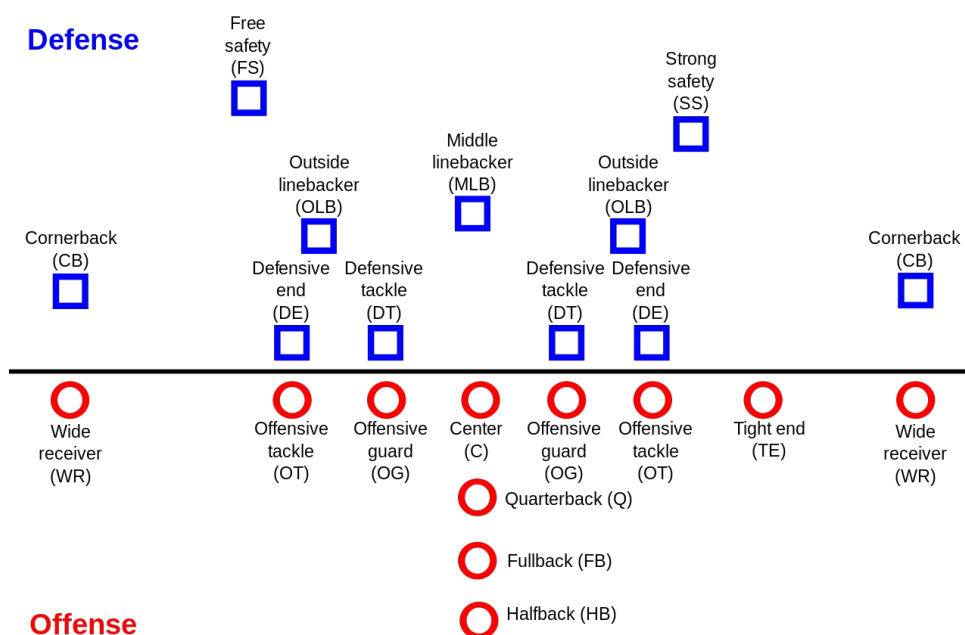 Defense
Free
safety
(FS)
Strong
safety
(SS)
Middle
linebacker
(MLB)
Outside
linebacker
(OLB)
Outside
linebacker
(OLB)
Cornerback
(CB)
Cornerback
(CB)
Defensive
end
(DE)
Defensive
tackle
(DT)
Defensive
tackle
(DT)
Defensive
end
(DE)
Wide
receiver
(WR)
Offensive
tackle
(OT)
Offensive
guard
(OG)
Center
(C)
Offensive
guard
(OG)
Offensive
tackle
(OT)
Tight end
(TE)
Wide
receiver
(WR)
Quarterback (Q)
Fullback (FB)
Halfback (HB)
Offense